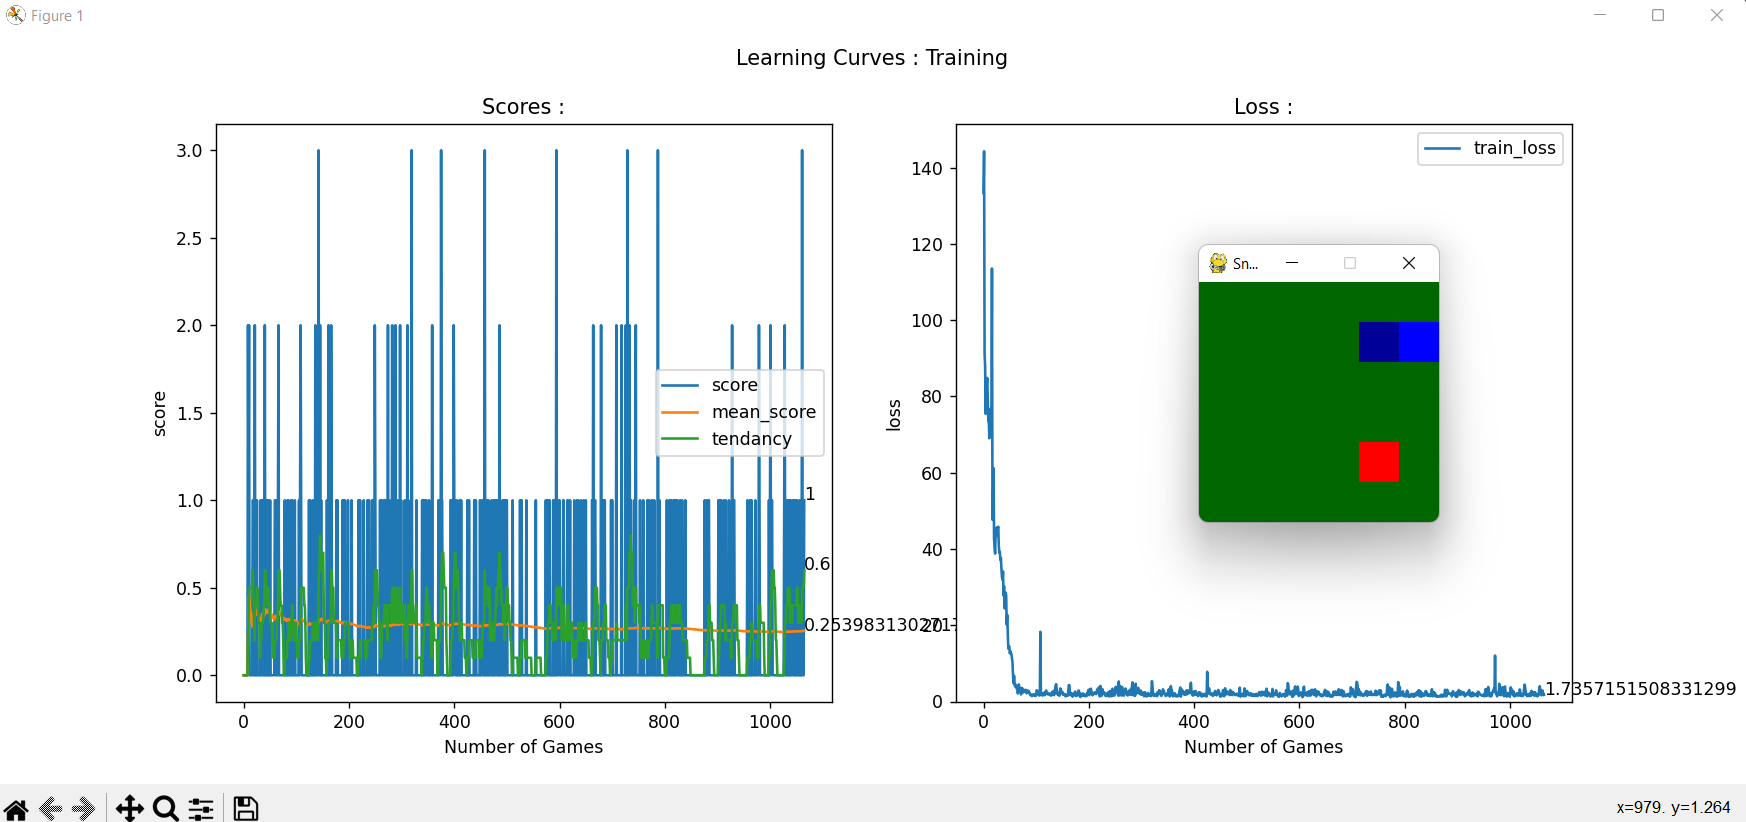 Figure 1
Learning Curves : Training
Scores :
3.0
2.5
2.0
1.5
1.0
0.5
0.0
score
score
mean_score
tendancy
1
0.6
0.253983130271
0
200
400
600
800
1000
Number of Games
Loss :
train_loss
140
120
100
80
60
40
20
0
loss
Sn...
1.7357151508331299
0
200
400
600
800
1000
Number of Games
x=979. y=1.264